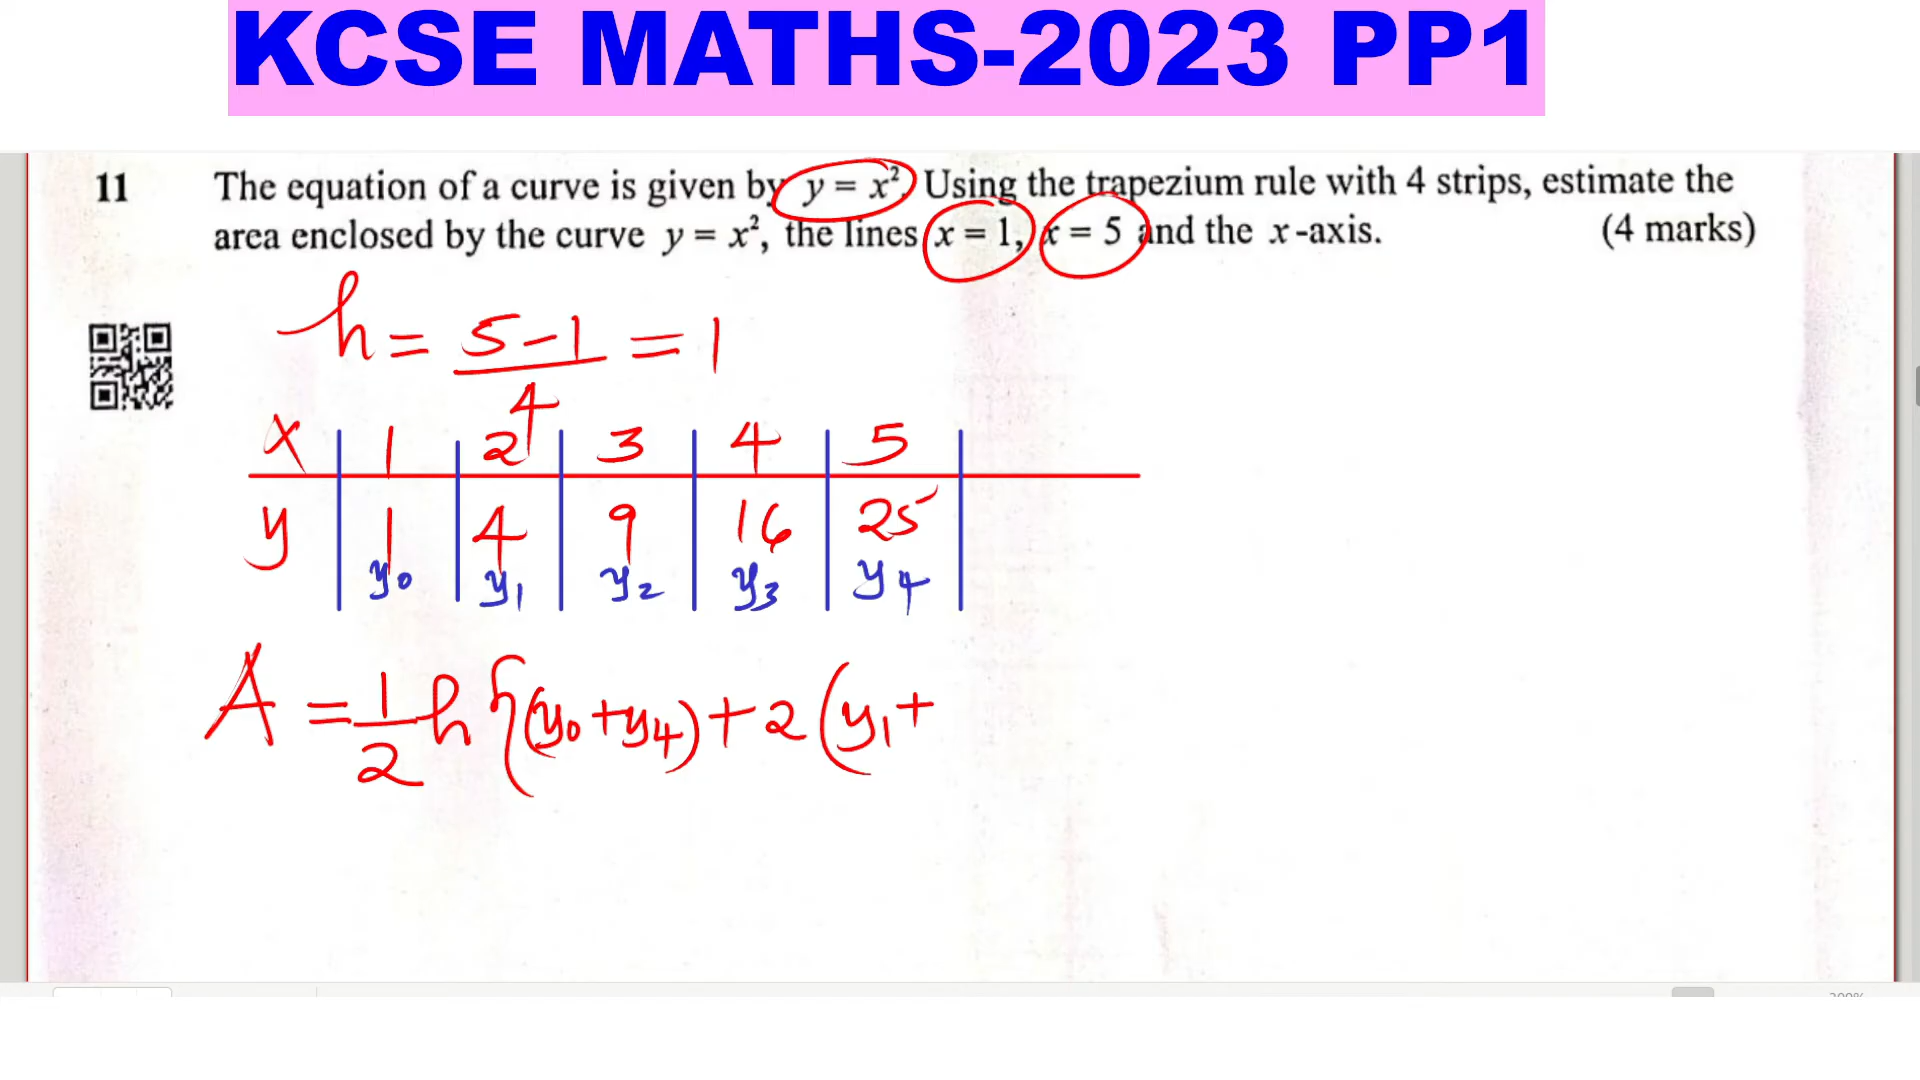 KCSE MATHS-2023 PP1
11 The equation of a curve is given by y = x². Using the trapezium rule with 4 strips, estimate the
area enclosed by the curve y = x², the lines x = 1, x = 5 and the x-axis. (4 marks)
h = 5-1/4 = 1
x 1 2 3 4 5
y 1 4 9 16 25
y₀ y₁ y₂ y₃ y₄
A = 1/2 h {(y₀+y₄)+2(y₁+